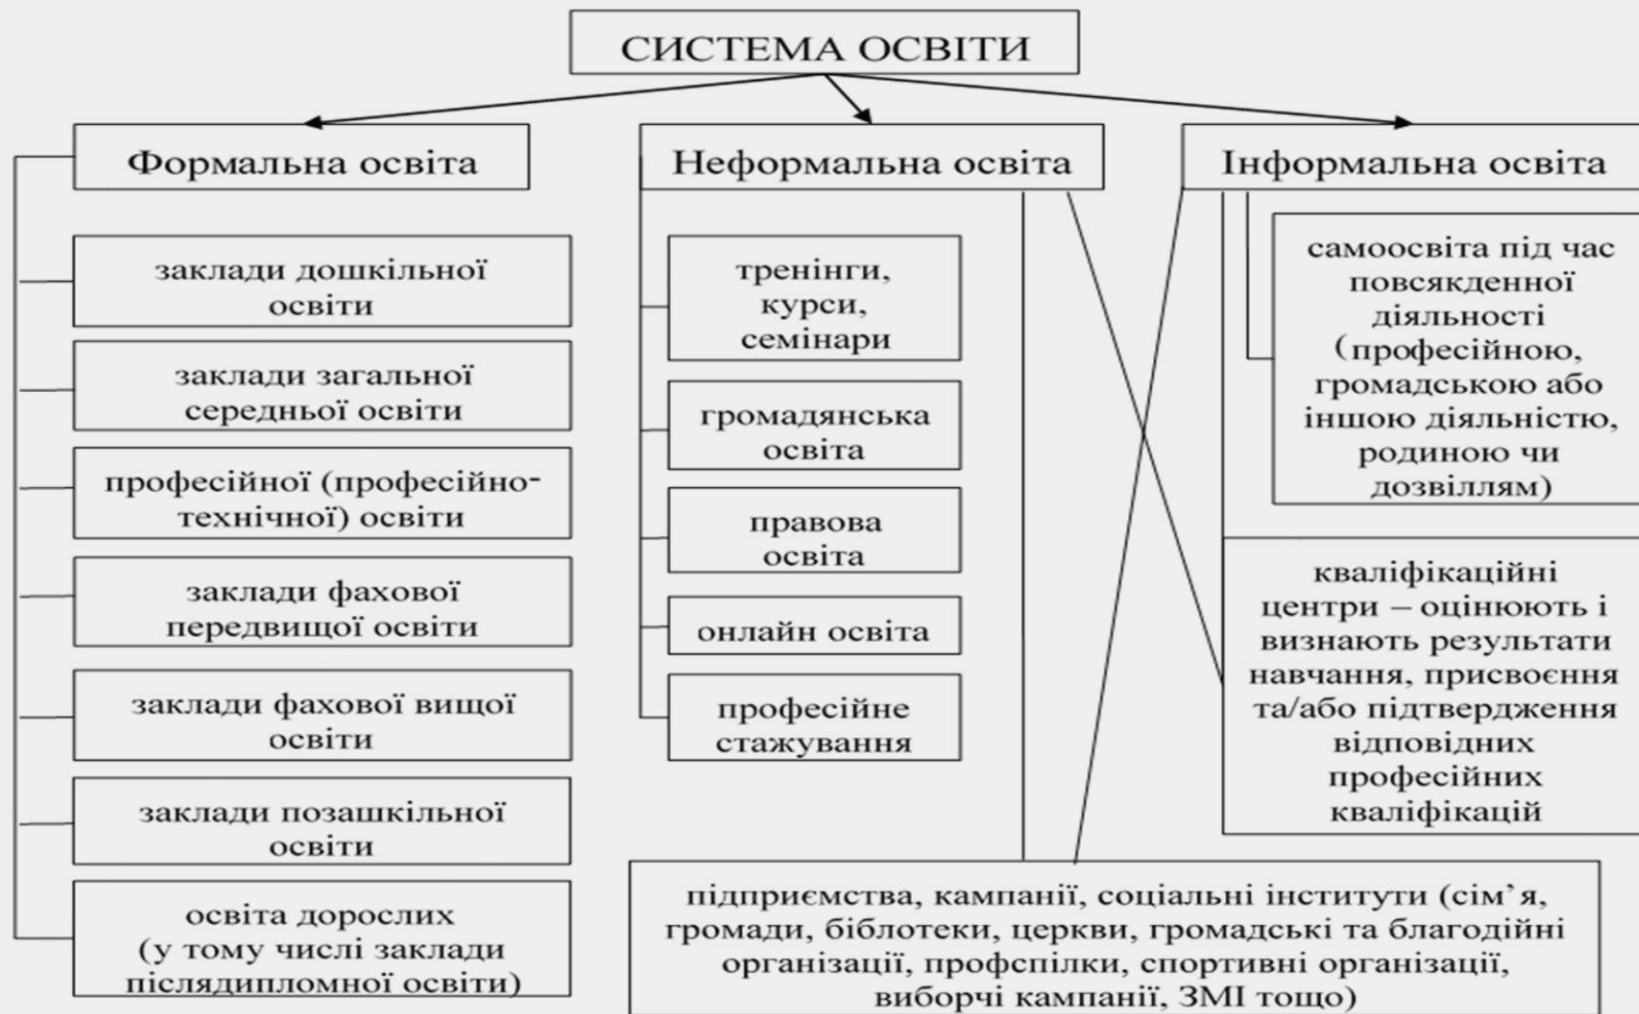 СИСТЕМА ОСВІТИ
Формальна освіта
заклади дошкільної
освіти
заклади загальної
середньої освіти
професійної (професійно-
технічної) освіти
заклади фахової
передвищої освіти
заклади фахової вищої
освіти
заклади позашкільної
освіти
освіта дорослих
(у тому числі заклади
післядипломної освіти)
Неформальна освіта
тренінги,
курси,
семінари
громадянська
освіта
правова
освіта
онлайн освіта
професійне
стажування
Інформальна освіта
самоосвіта під час
повсякденної
діяльності
(професійною,
громадською або
іншою діяльністю,
родиною чи
дозвіллям)
кваліфікаційні
центри – оцінюють і
визнають результати
навчання, присвоєння
та/або підтвердження
відповідних
професійних
кваліфікацій
підприємства, кампанії, соціальні інститути (сім’я,
громади, біблотеки, церкви, громадські та благодійні
організації, профспілки, спортивні організації,
виборчі кампанії, ЗМІ тощо)